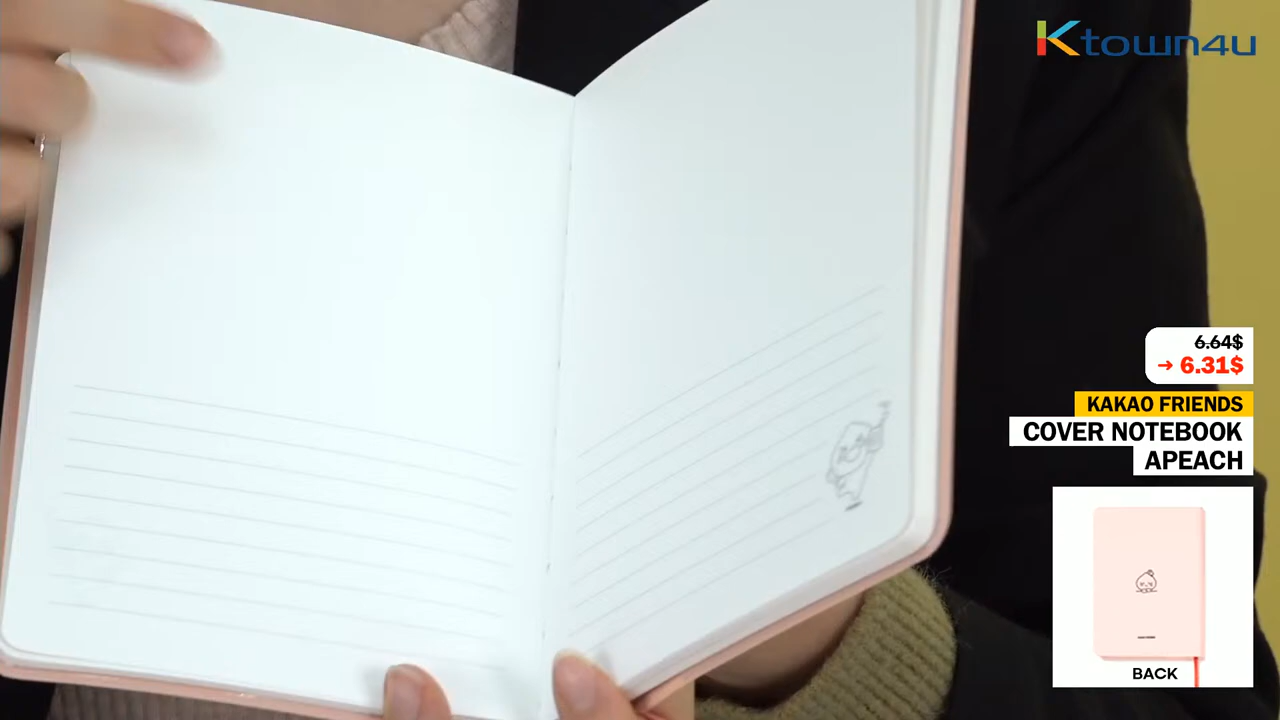 Ktown4u
6.64$
→ 6.31$
KAKAO FRIENDS
COVER NOTEBOOK
APEACH
BACK